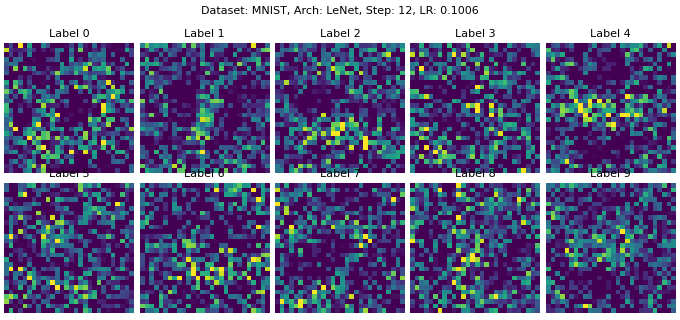 Dataset: MNIST, Arch: LeNet, Step: 12, LR: 0.1006
Label 0 Label 1 Label 2 Label 3 Label 4
Label 5 Label 6 Label 7 Label 8 Label 9